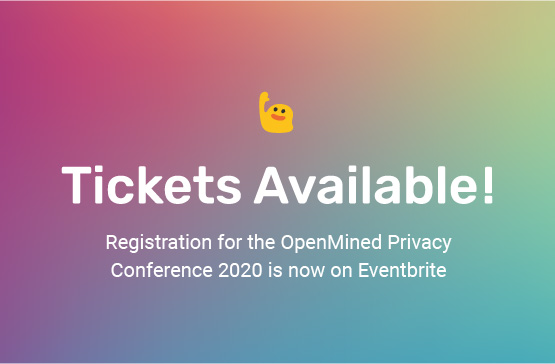 Tickets Available!
Registration for the OpenMined Privacy
Conference 2020 is now on Eventbrite